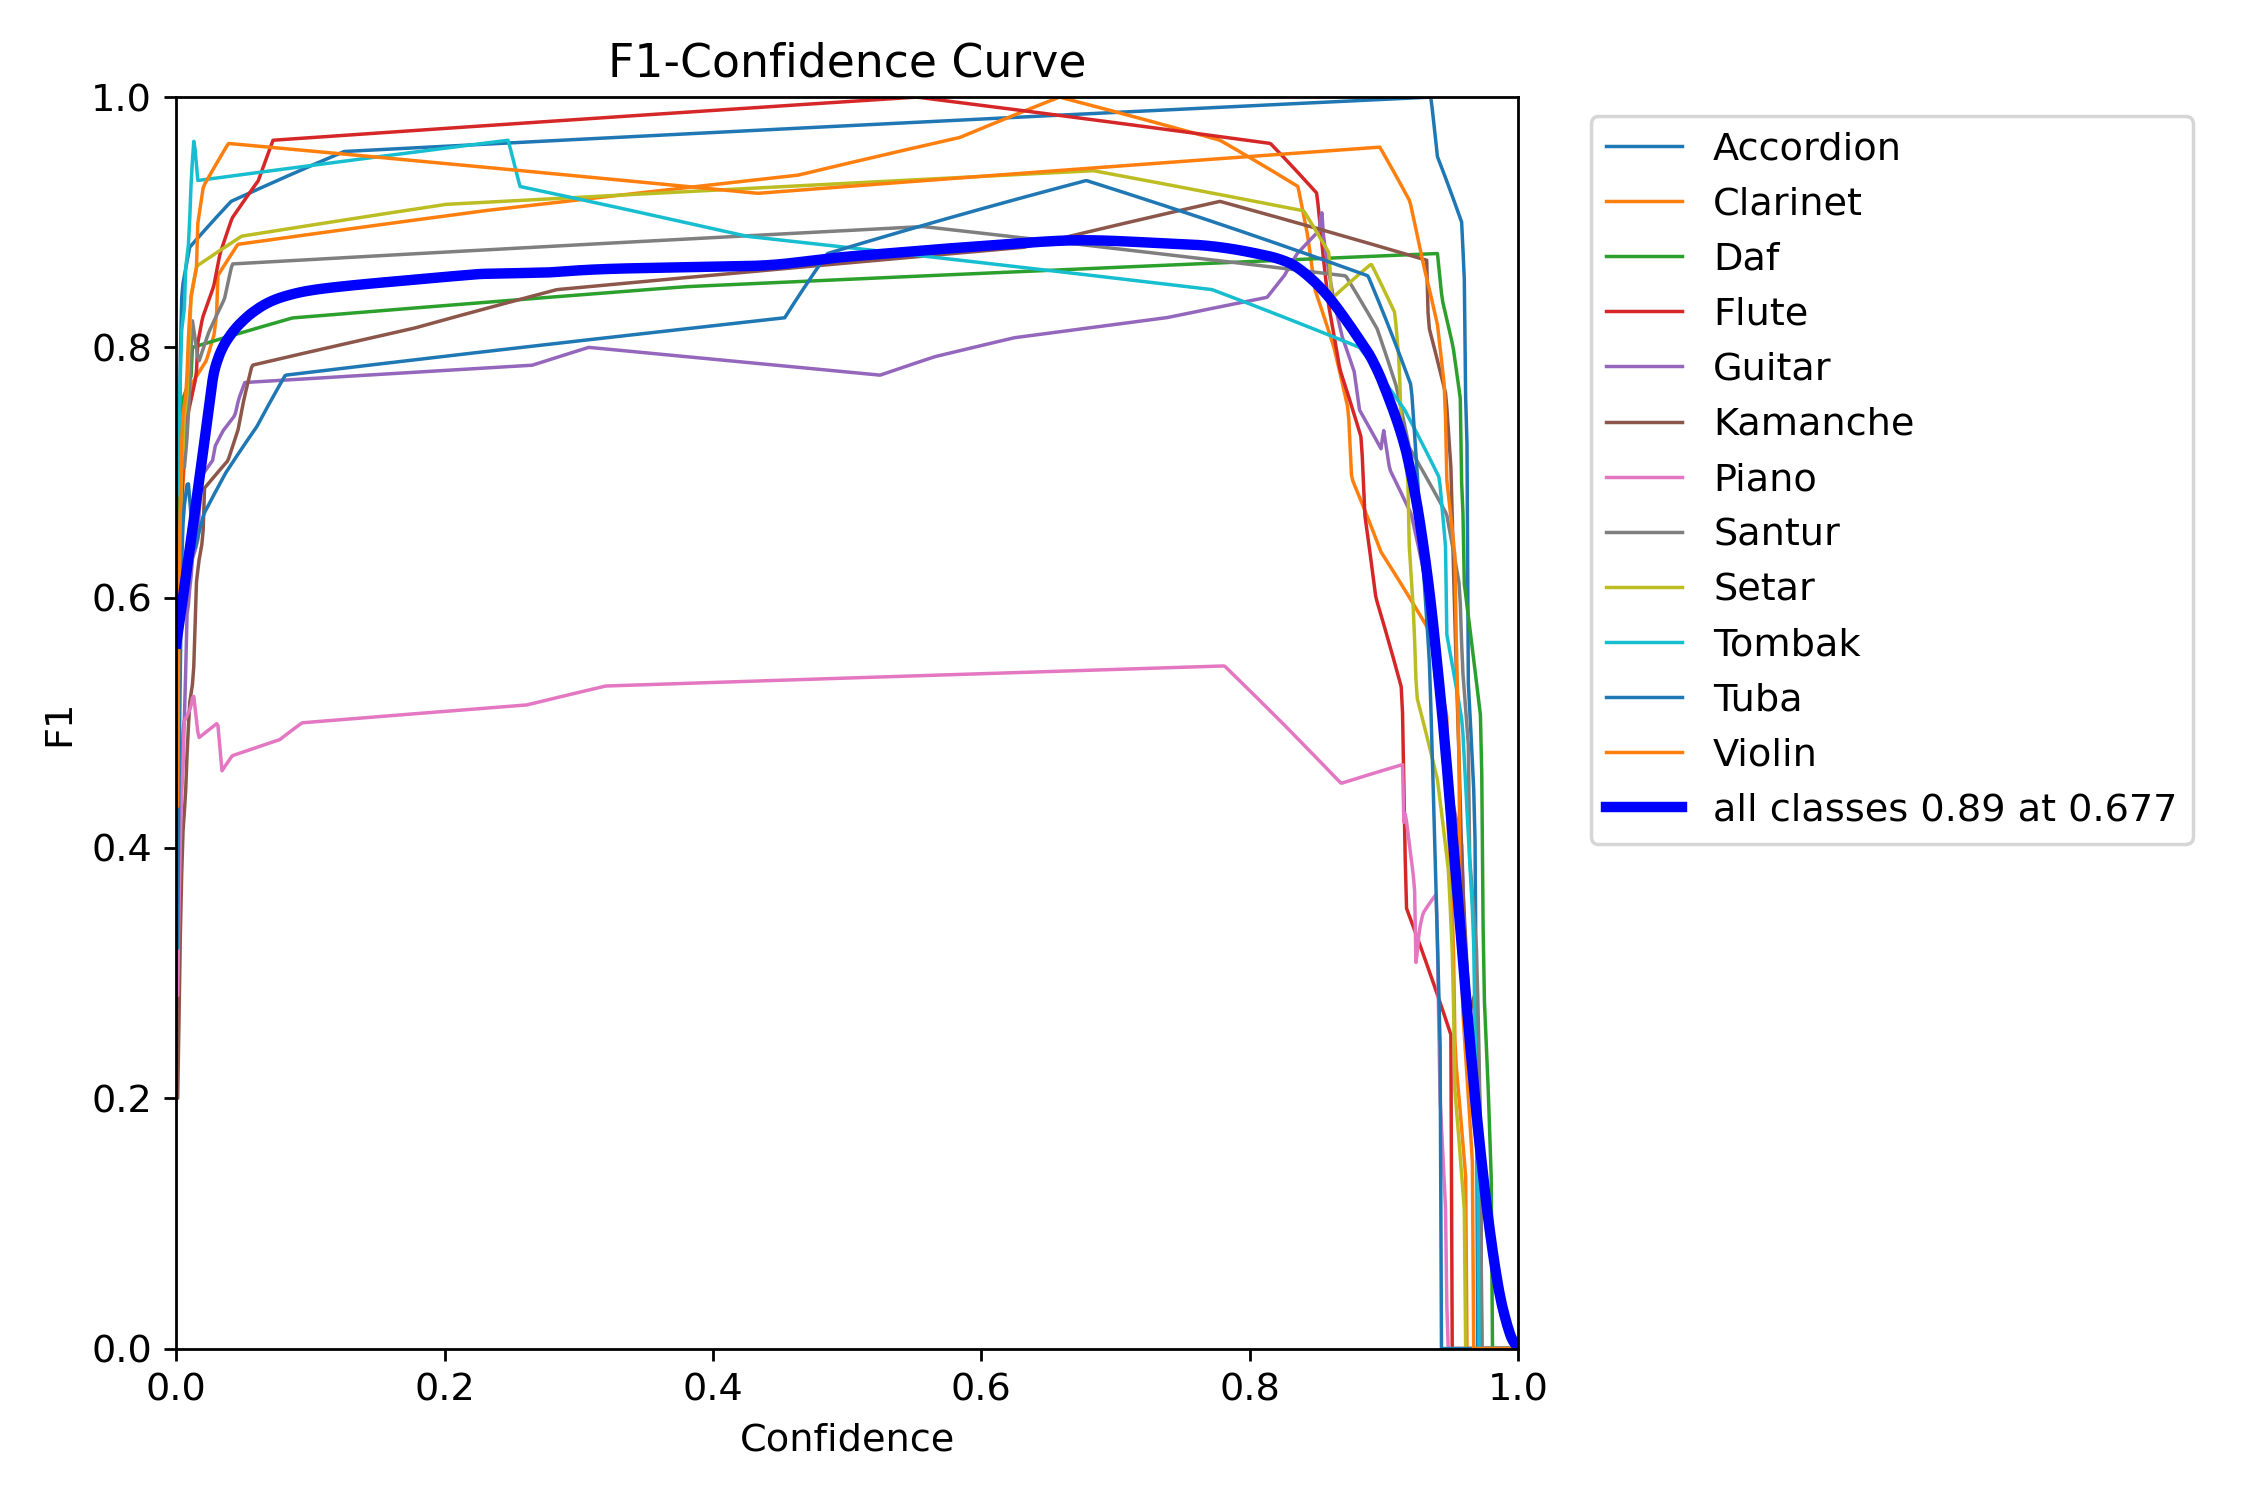 F1-Confidence Curve
1.0
0.8
0.6
0.4
0.2
0.0
F1
0.0 0.2 0.4 0.6 0.8 1.0
Confidence
Accordion
Clarinet
Daf
Flute
Guitar
Kamanche
Piano
Santur
Setar
Tombak
Tuba
Violin
all classes 0.89 at 0.677